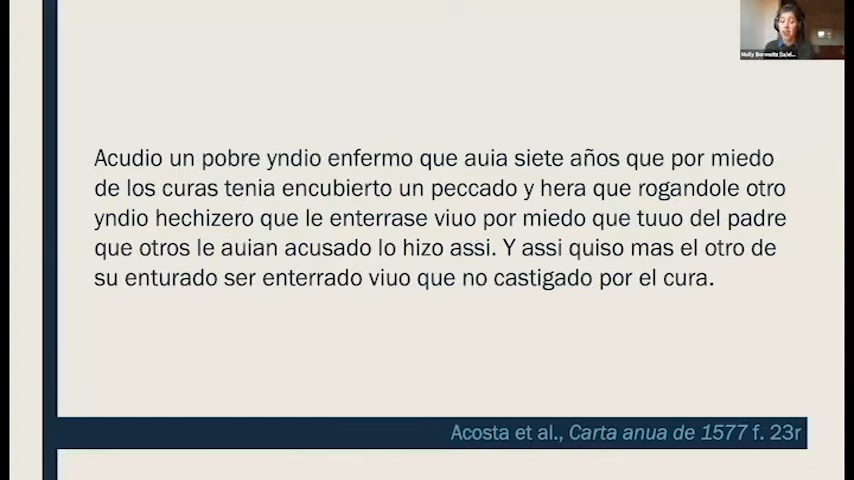 Acudio un pobre yndio enfermo que auia siete años que por miedo
de los curas tenia encubierto un peccado y hera que rogandole otro
yndio hechizero que le enterrase viuo por miedo que tuuo del padre
que otros le auian acusado lo hizo assi. Y assi quiso mas el otro de
su enturado ser enterrado viuo que no castigado por el cura.
Acosta et al., Carta anua de 1577 f. 23r